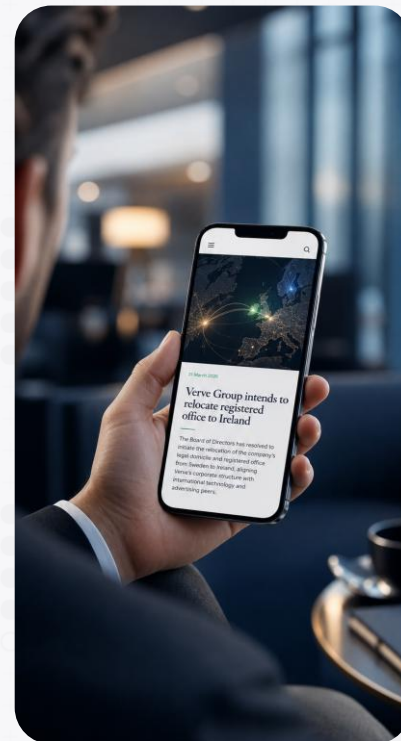 March
Verve Group intends to
relocate registered
office to Ireland
The Board of Directors has resolved to
initiate the relocation of the company's
legal domicile and registered office
from Sweden to Ireland, aligning
Verve's corporate structure with
international technology and
advertising peers.